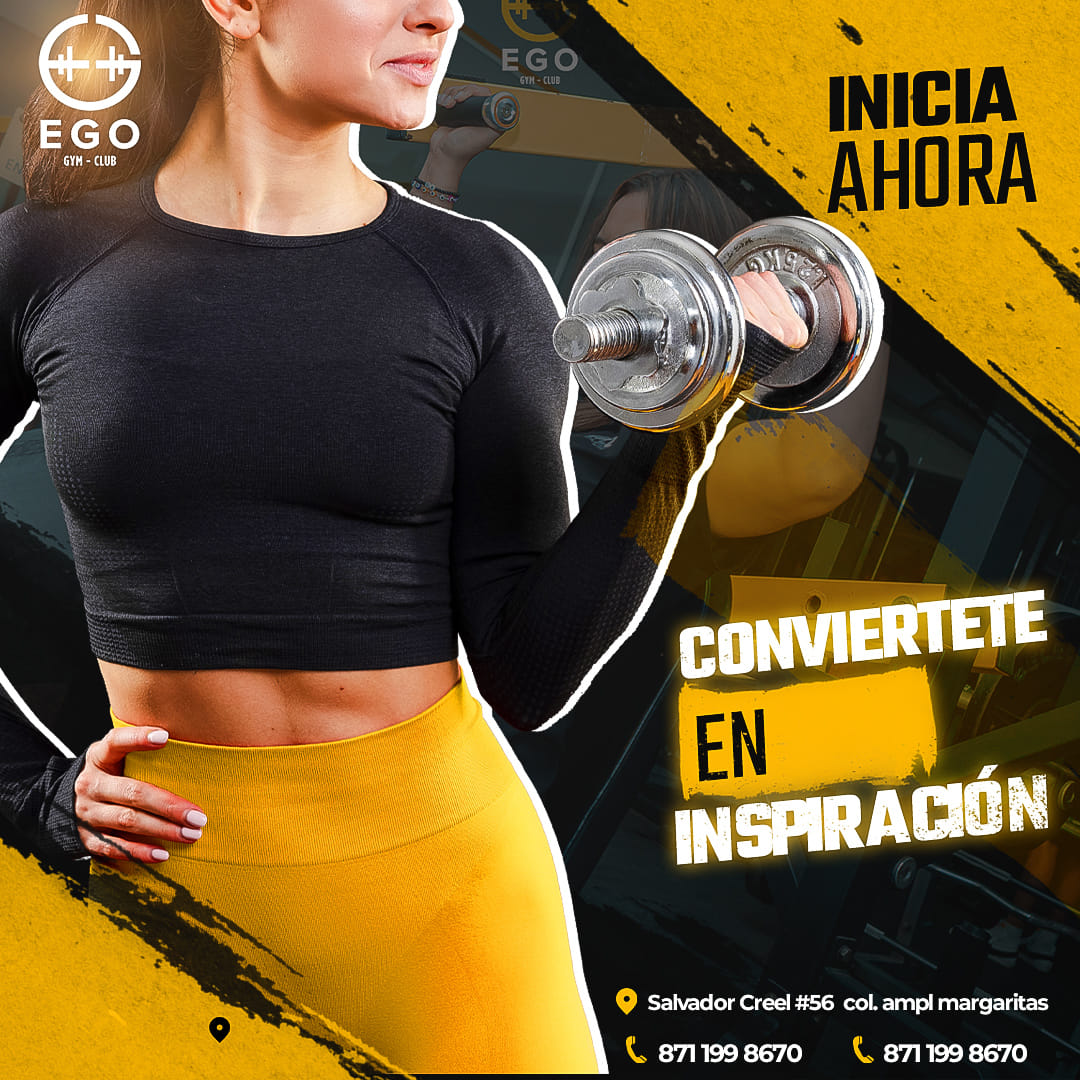 EGO
GYM - CLUB
EGO
GYM - CLUB
INICIA
AHORA
CONVIERTETE
EN
INSPIRACIÓN
Salvador Creel #56 col. ampl margaritas
871 199 8670
871 199 8670